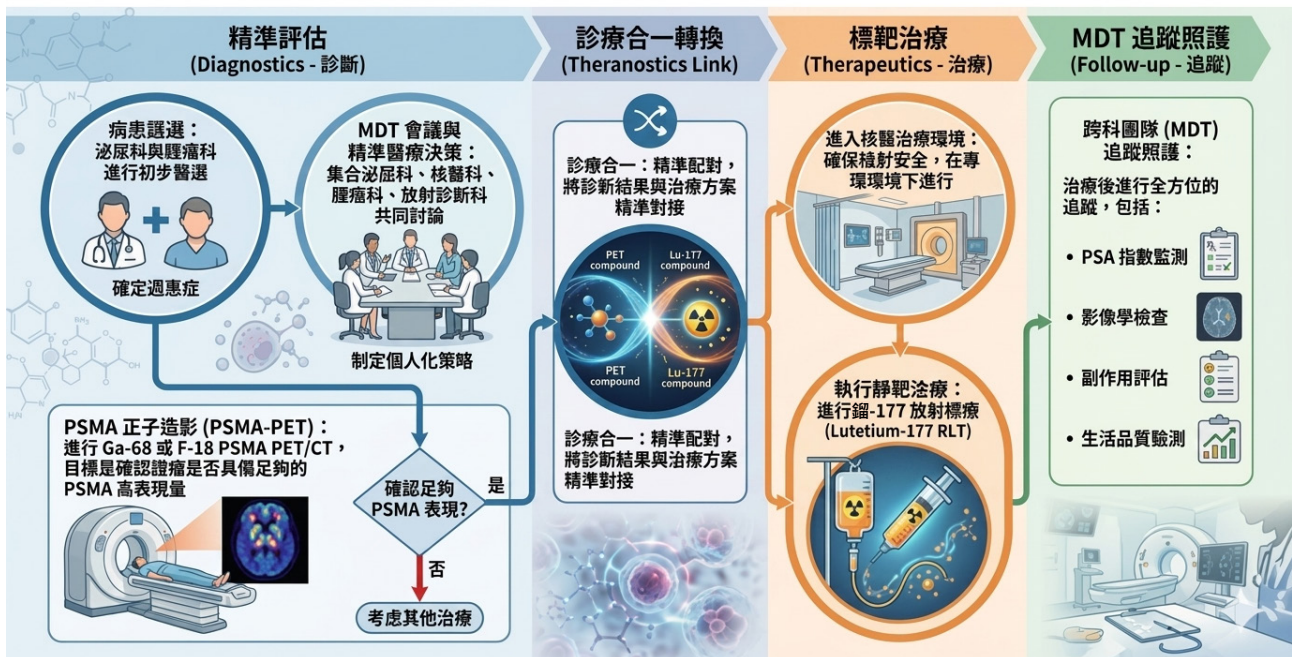 精準評估
(Diagnostics - 診斷)
診療合一轉換
(Theranostics Link)
標靶治療
(Therapeutics - 治療)
MDT 追蹤照護
(Follow-up - 追蹤)
病患選：
泌尿科與腫瘤科
進行初步醫選
確定週惠症
MDT 會議與
精準醫療決策：
集合泌尿科、核醫科、
腫瘤科、放射診斷科
共同討論
制定個人化策略
PSMA 正子造影 (PSMA-PET)：
進行 Ga-68 或 F-18 PSMA PET/CT，
目標是確認證瘤是否具備足夠的
PSMA 高表現量
確認足夠
PSMA 表現？
是
否
考慮其他治療
診療合一：精準配對，
將診斷結果與治療方案
精準對接
PET
compound
Lu-177
compound
PET
compound
Lu-177
compound
診療合一：精準配對，
將診斷結果與治療方案
精準對接
進入核醫治療環境：
確保輻射安全，在專
環環境下進行
執行靜靶療：
進行鎦-177 放射標療
(Lutetium-177 RLT)
跨科團隊 (MDT)
追蹤照護：
治療後進行全方位的
追蹤，包括：
• PSA 指數監測
• 影像學檢查
• 副作用評估
• 生活品質驗測